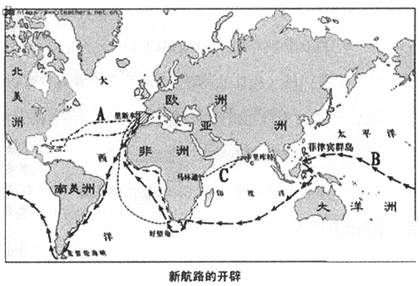 http://www.teachers.net.cn
北美洲
大
西
洋
欧洲
亚洲
非洲
南美洲
大洋洲
太平洋
印度洋
菲律宾群岛
里斯本
马林迪
卡里库特
好望角
麦哲伦海峡
A
B
C
新航路的开辟